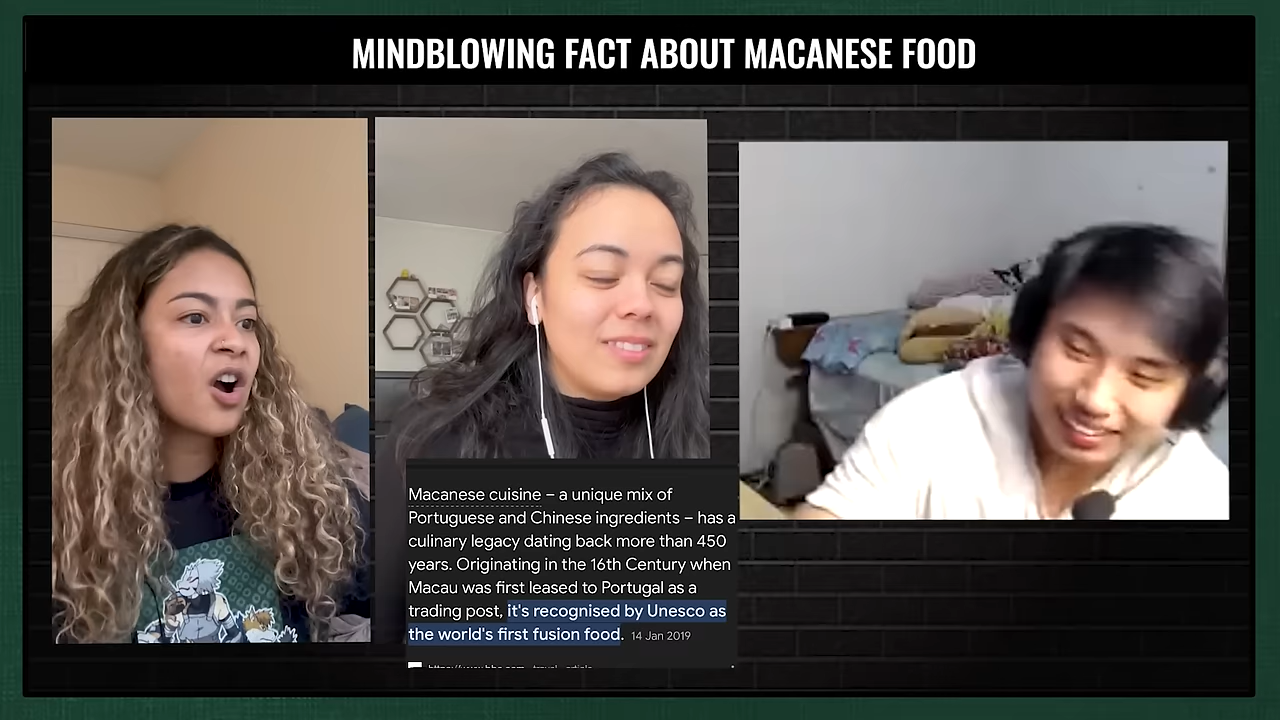 MINDBLOWING FACT ABOUT MACANESE FOOD
Macanese cuisine – a unique mix of
Portuguese and Chinese ingredients – has a
culinary legacy dating back more than 450
years. Originating in the 16th Century when
Macau was first leased to Portugal as a
trading post, it's recognised by Unesco as
the world's first fusion food. 14 Jan 2019